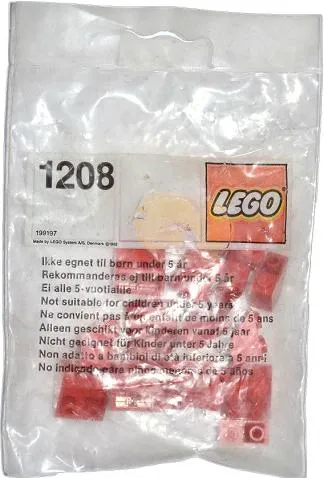 1208
LEGO
199197
Made by LEGO System A/S, Denmark ©1982
Ikke egnet til børn under 5 år
Rekommanderas ej till barn under 5 år
Ei alle 5-vuotiaille
Not suitable for children under 5 years
Ne convient pas à un enfant de moins de 5 ans
Alleen geschikt voor kinderen vanaf 5 jaar
Nicht geeignet für Kinder unter 5 Jahre
Non adatto a bambini di età inferiore a 5 anni
No indicado para niños menores de 5 años